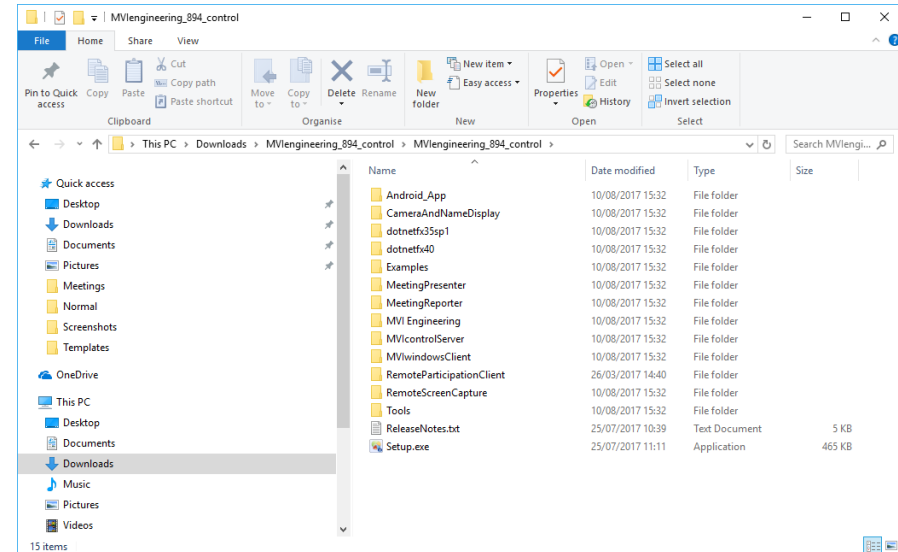 MVIengineering_894_control
File Home Share View
Pin to Quick access
Copy
Paste
Cut
Copy path
Paste shortcut
Clipboard
Move to
Copy to
Delete
Rename
Organise
New folder
New item
Easy access
New
Properties
Open
Edit
History
Open
Select all
Select none
Invert selection
Select
This PC > Downloads > MVIengineering_894_control > MVIengineering_894_control >
Search MVIengi...
Quick access
Desktop
Downloads
Documents
Pictures
Meetings
Normal
Screenshots
Templates
OneDrive
This PC
Desktop
Documents
Downloads
Music
Pictures
Videos
Name Date modified Type Size
Android_App 10/08/2017 15:32 File folder
CameraAndNameDisplay 10/08/2017 15:32 File folder
dotnetfx35sp1 10/08/2017 15:32 File folder
dotnetfx40 10/08/2017 15:32 File folder
Examples 10/08/2017 15:32 File folder
MeetingPresenter 10/08/2017 15:32 File folder
MeetingReporter 10/08/2017 15:32 File folder
MVI Engineering 10/08/2017 15:32 File folder
MVIcontrolServer 10/08/2017 15:32 File folder
MVIwindowsClient 10/08/2017 15:32 File folder
RemoteParticipationClient 26/03/2017 14:40 File folder
RemoteScreenCapture 10/08/2017 15:32 File folder
Tools 10/08/2017 15:32 File folder
ReleaseNotes.txt 25/07/2017 10:39 Text Document 5 KB
Setup.exe 25/07/2017 11:11 Application 465 KB
15 items